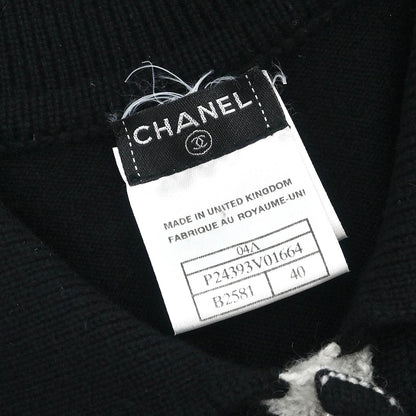 CHANEL
MADE IN UNITED KINGDOM
FABRIQUE AU ROYAUME-UNI
04A
P24393V01664
B2581 40